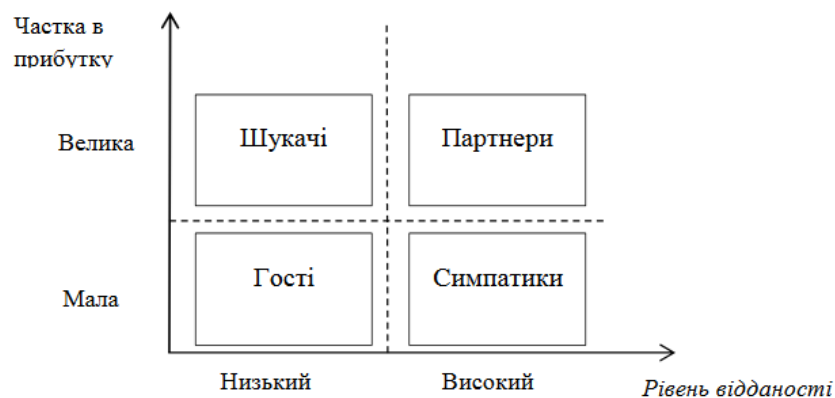 Частка в
прибутку
Велика
Шукачі
Партнери
Мала
Гості
Симпатики
Низький
Високий
Рівень відданості